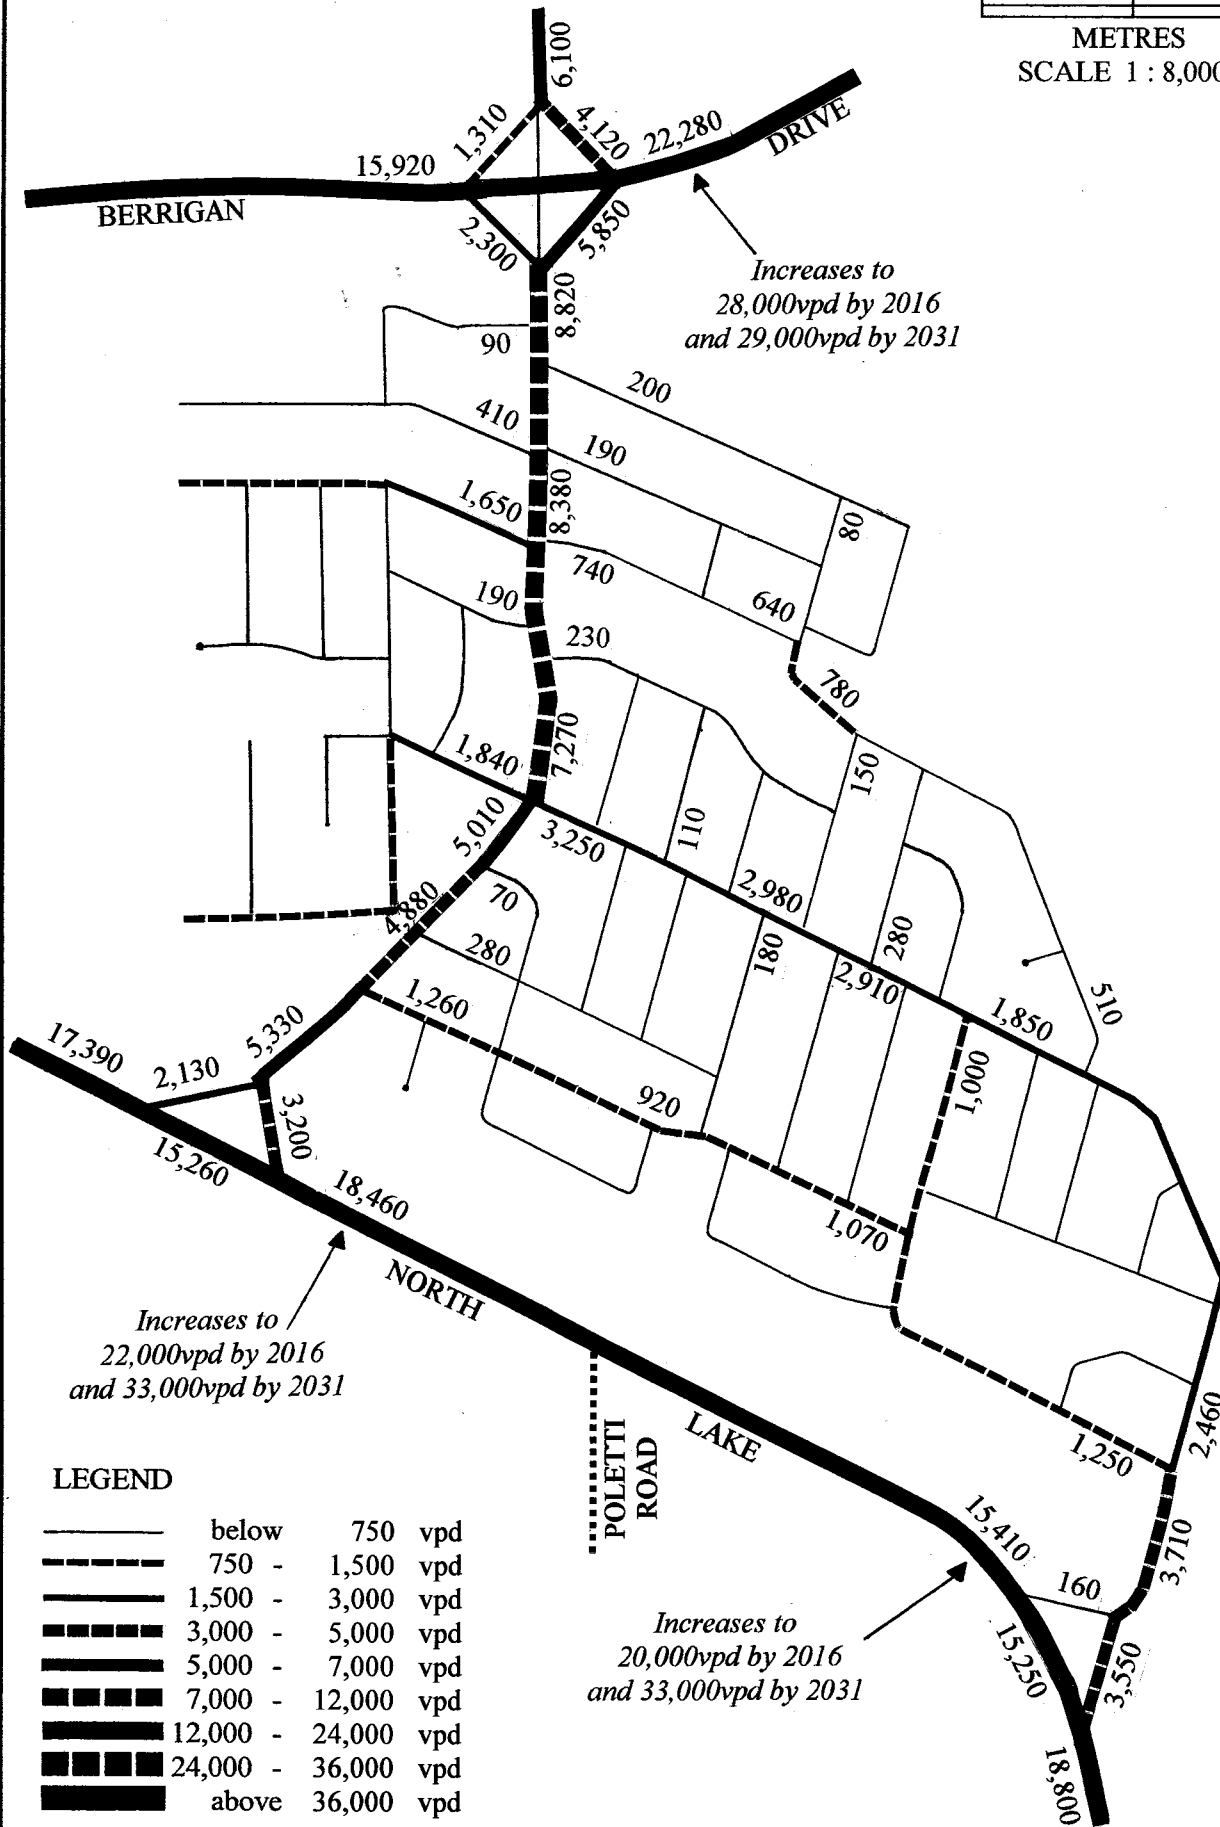 METRES
SCALE 1 : 8,000
6,100
1,310
4,120
22,280
DRIVE
15,920
BERRIGAN
2,300
5,850
Increases to
28,000vpd by 2016
and 29,000vpd by 2031
8,820
90
200
410
190
8,380
80
1,650
740
640
190
230
780
7,270
150
1,840
5,010
3,250
110
2,980
280
4,880
70
180
280
2,910
510
1,260
1,850
5,330
17,390
2,130
1,000
920
3,200
15,260
18,460
1,070
NORTH
Increases to
22,000vpd by 2016
and 33,000vpd by 2031
LAKE
POLETTI
ROAD
2,460
1,250
15,410
3,710
160
Increases to
20,000vpd by 2016
and 33,000vpd by 2031
15,250
3,550
18,800
LEGEND
below 750 vpd
750 - 1,500 vpd
1,500 - 3,000 vpd
3,000 - 5,000 vpd
5,000 - 7,000 vpd
7,000 - 12,000 vpd
12,000 - 24,000 vpd
24,000 - 36,000 vpd
above 36,000 vpd